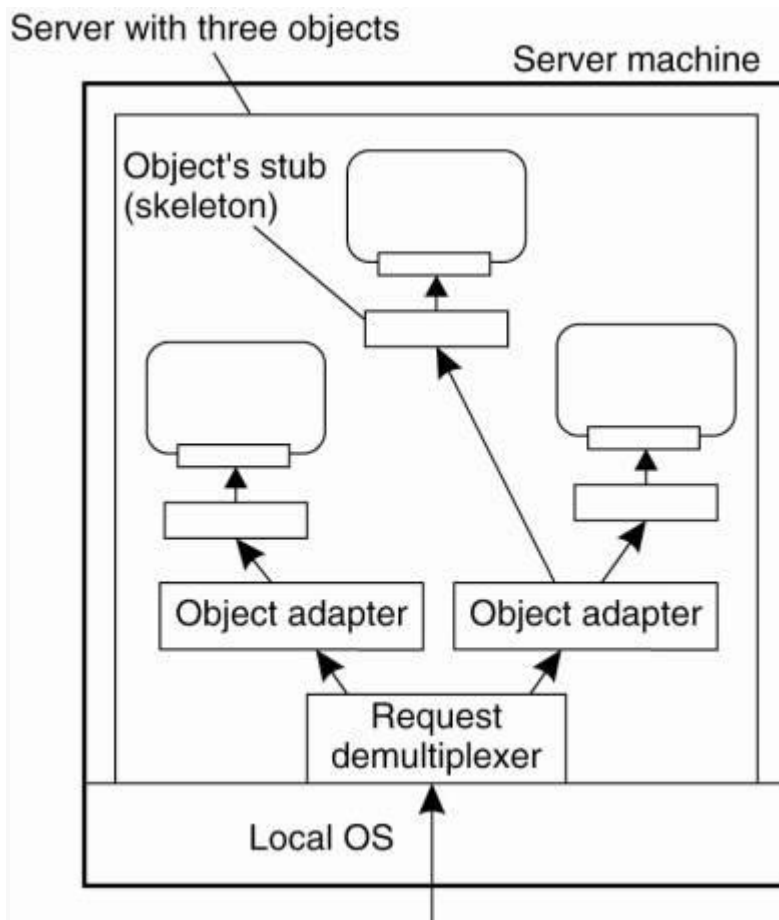 Server with three objects
Server machine
Object's stub
(skeleton)
Object adapter
Object adapter
Request
demultiplexer
Local OS